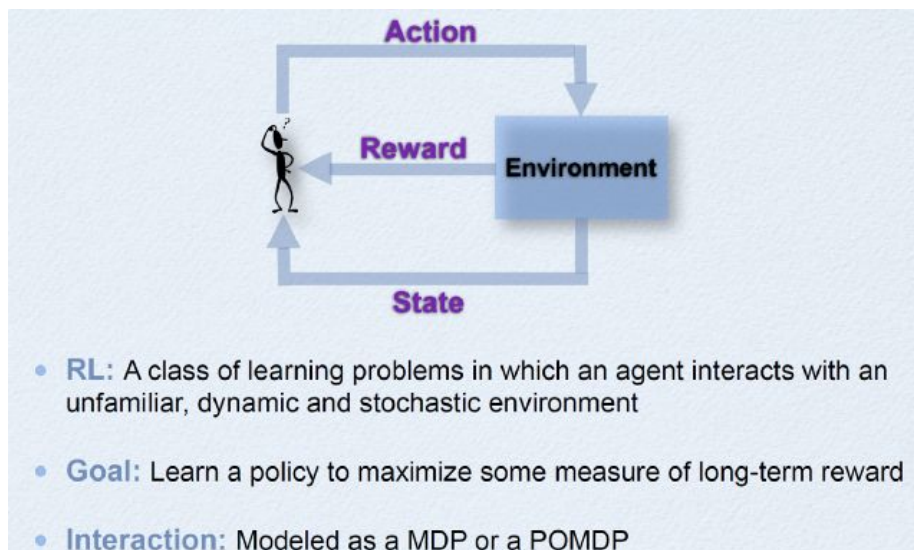 Action
?
Reward
Environment
State
• RL: A class of learning problems in which an agent interacts with an
unfamiliar, dynamic and stochastic environment
• Goal: Learn a policy to maximize some measure of long-term reward
• Interaction: Modeled as a MDP or a POMDP